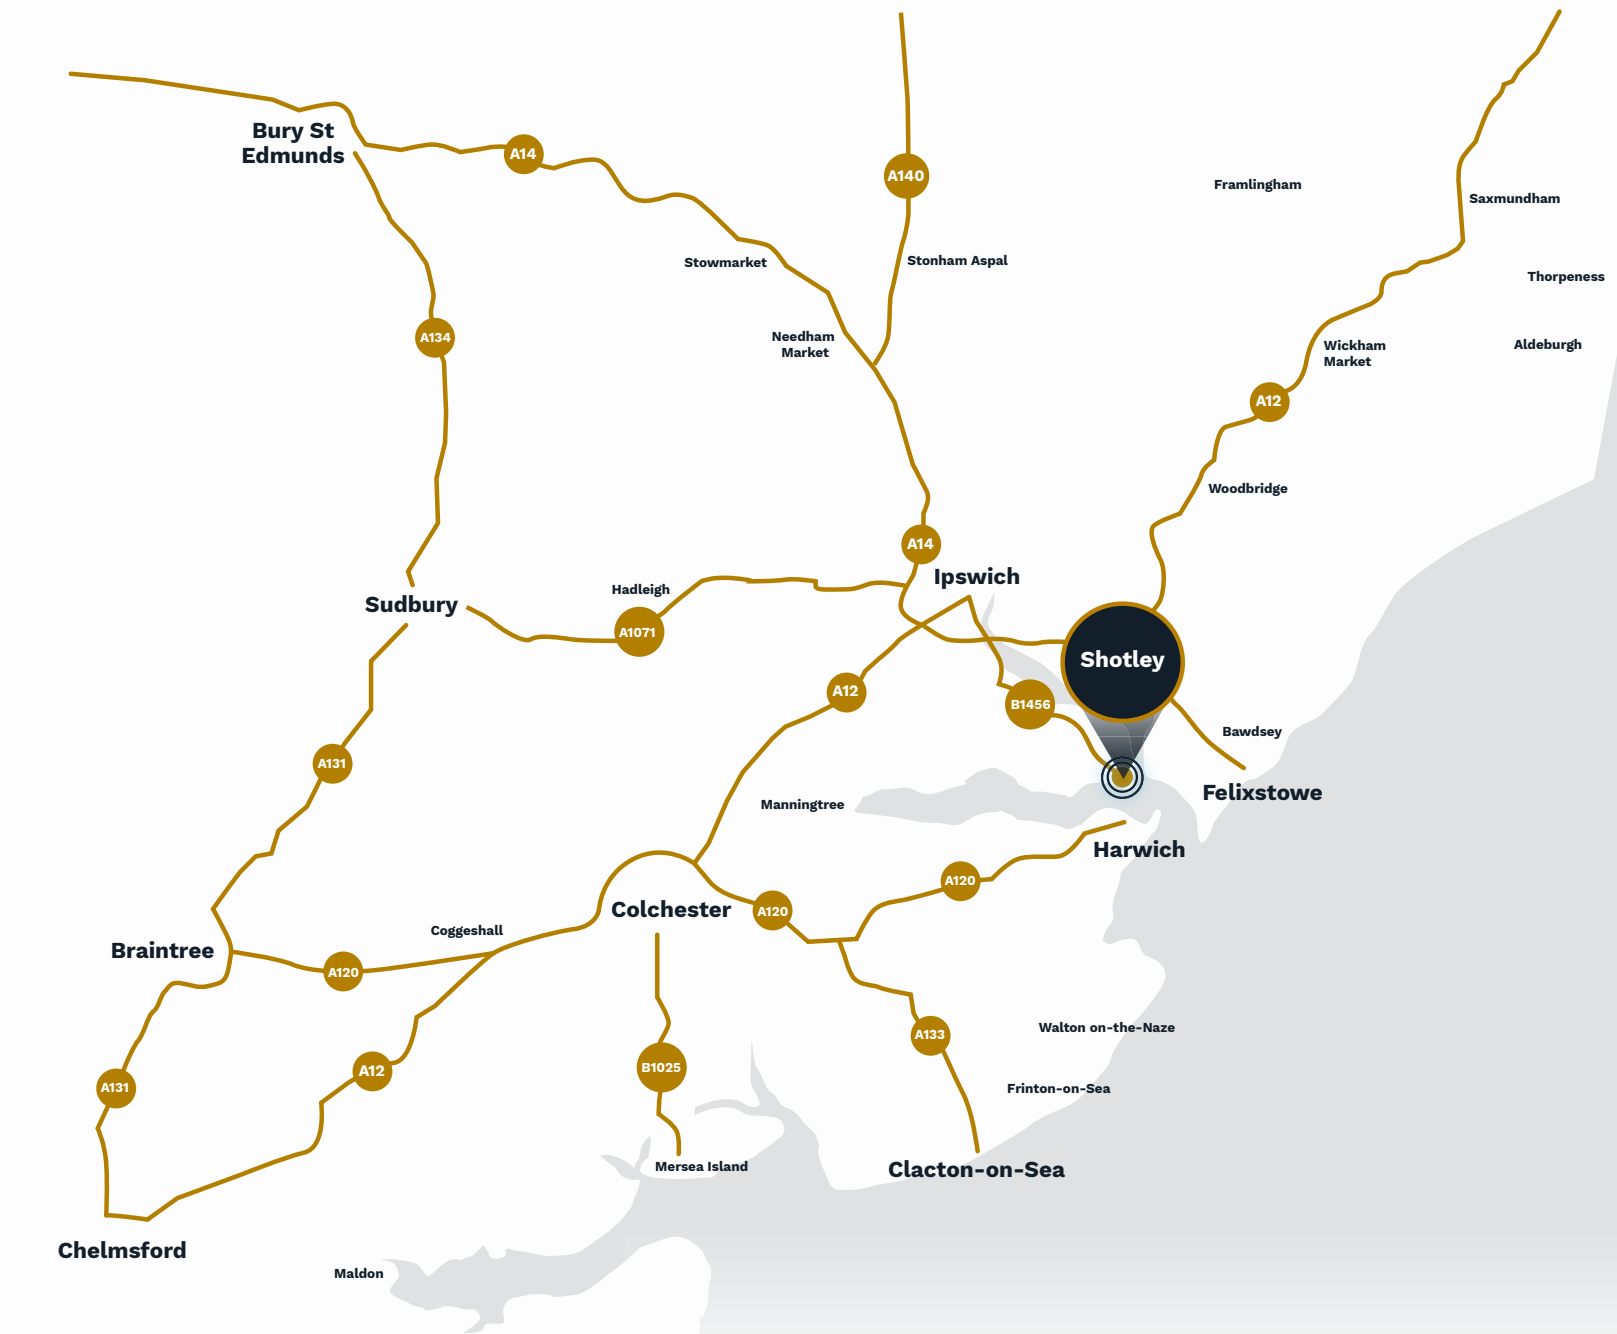 Bury St
Edmunds
A14
A140
Framlingham
Saxmundham
Stowmarket
Stonham Aspal
Thorpeness
A134
Needham
Market
Wickham
Market
Aldeburgh
A12
Woodbridge
A14
Ipswich
Hadleigh
Sudbury
A1071
Shotley
A12
B1456
Bawdsey
A131
Felixstowe
Manningtree
Harwich
A120
Colchester
A120
Coggeshall
Braintree
A120
Walton on-the-Naze
A133
A12
B1025
A131
Frinton-on-Sea
Mersea Island
Clacton-on-Sea
Chelmsford
Maldon